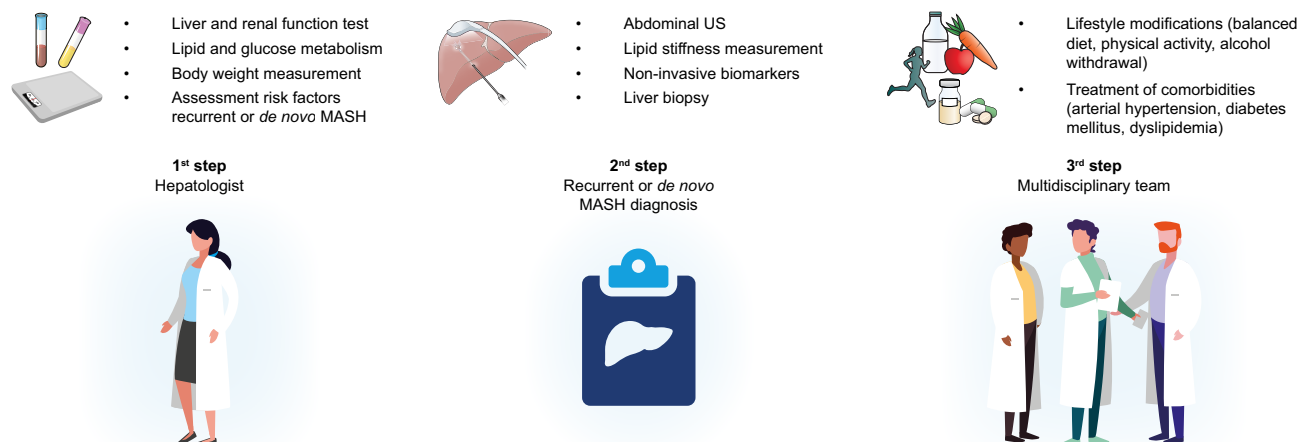 • Liver and renal function test
• Lipid and glucose metabolism
• Body weight measurement
• Assessment risk factors
recurrent or de novo MASH
• Abdominal US
• Lipid stiffness measurement
• Non-invasive biomarkers
• Liver biopsy
• Lifestyle modifications (balanced
diet, physical activity, alcohol
withdrawal)
• Treatment of comorbidities
(arterial hypertension, diabetes
mellitus, dyslipidemia)
1st step
Hepatologist
2nd step
Recurrent or de novo
MASH diagnosis
3rd step
Multidisciplinary team